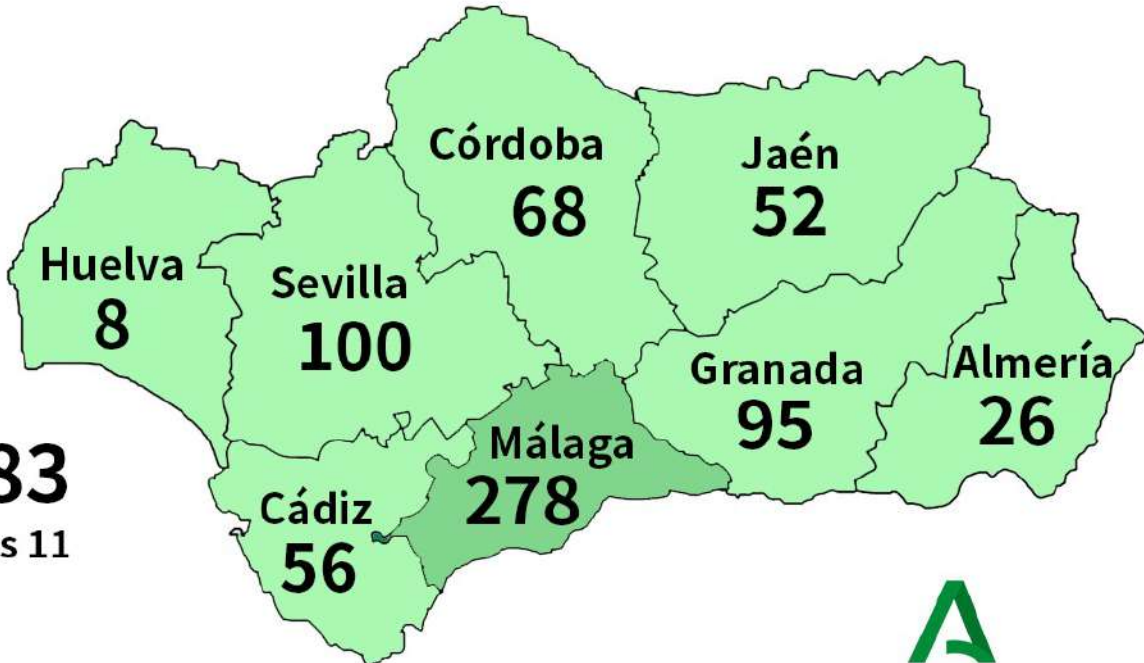 Córdoba
68
Jaén
52
Huelva
8
Sevilla
100
Granada
95
Almería
26
Málaga
278
83
s 11
Cádiz
56